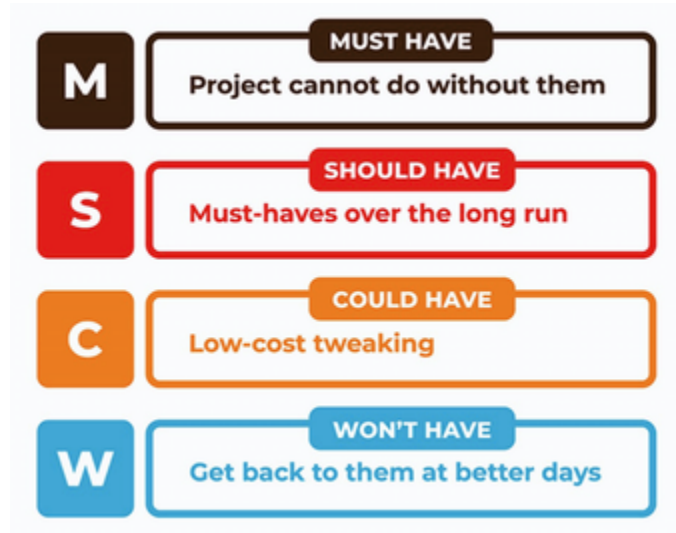 M
MUST HAVE
Project cannot do without them
S
SHOULD HAVE
Must-haves over the long run
C
COULD HAVE
Low-cost tweaking
W
WON'T HAVE
Get back to them at better days